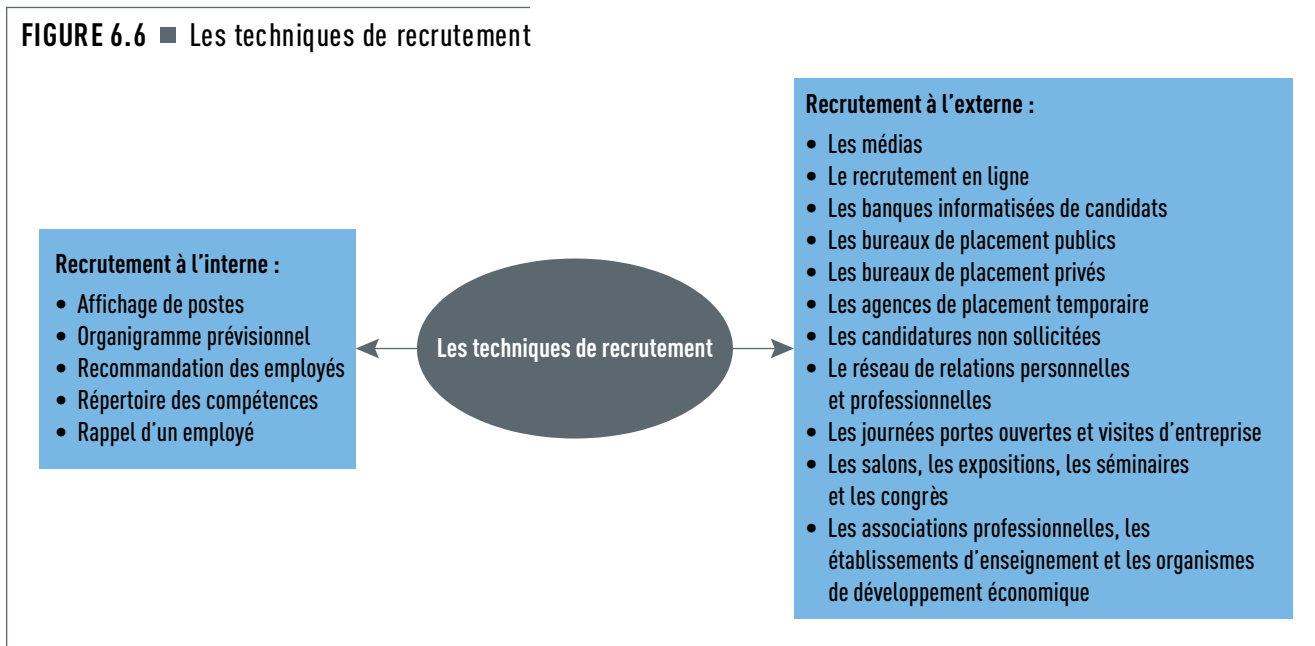 FIGURE 6.6 ■ Les techniques de recrutement
Recrutement à l'interne :
• Affichage de postes
• Organigramme prévisionnel
• Recommandation des employés
• Répertoire des compétences
• Rappel d'un employé
Les techniques de recrutement
Recrutement à l'externe :
• Les médias
• Le recrutement en ligne
• Les banques informatisées de candidats
• Les bureaux de placement publics
• Les bureaux de placement privés
• Les agences de placement temporaire
• Les candidatures non sollicitées
• Le réseau de relations personnelles
et professionnelles
• Les journées portes ouvertes et visites d'entreprise
• Les salons, les expositions, les séminaires
et les congrès
• Les associations professionnelles, les
établissements d'enseignement et les organismes
de développement économique